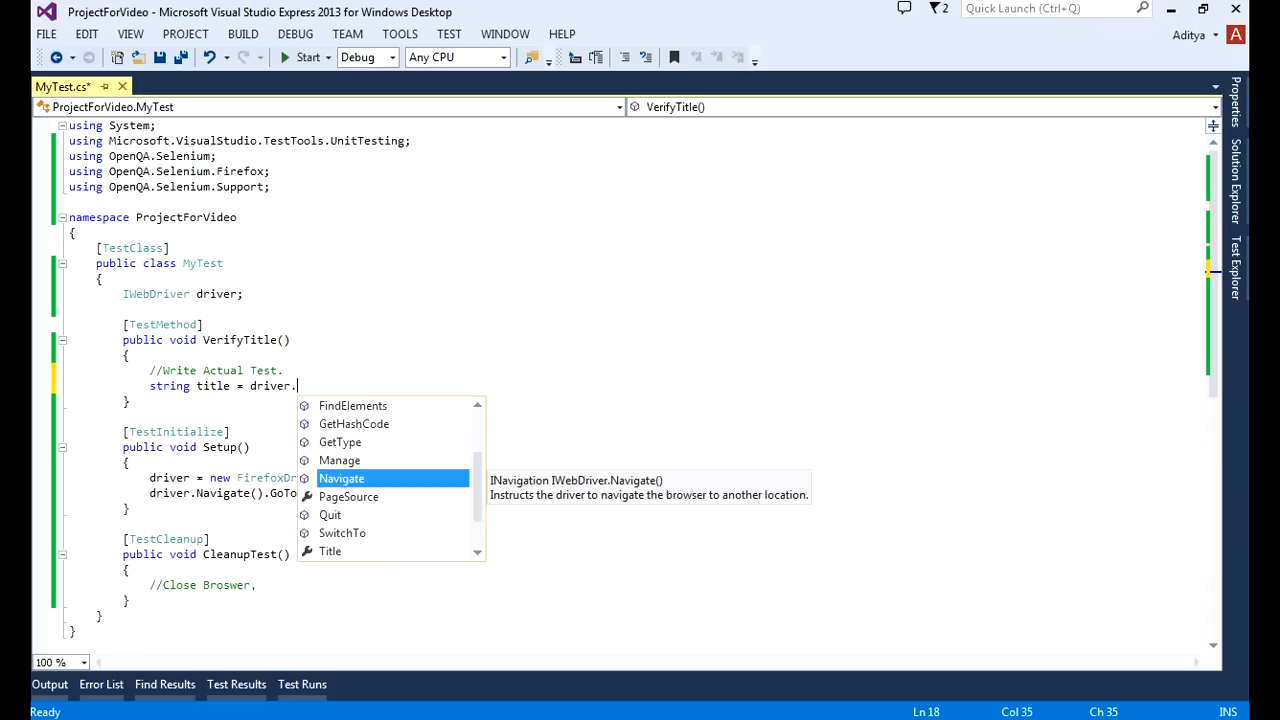 ProjectForVideo - Microsoft Visual Studio Express 2013 for Windows Desktop
2
Quick Launch (Ctrl+Q)
FILE EDIT VIEW PROJECT BUILD DEBUG TEAM TOOLS TEST WINDOW HELP
Aditya A
Start Debug Any CPU
MyTest.cs*
ProjectForVideo.MyTest VerifyTitle()
using System;
using Microsoft.VisualStudio.TestTools.UnitTesting;
using OpenQA.Selenium;
using OpenQA.Selenium.Firefox;
using OpenQA.Selenium.Support;
namespace ProjectForVideo
{
[TestClass]
public class MyTest
{
IWebDriver driver;
[TestMethod]
public void VerifyTitle()
{
//Write Actual Test.
string title = driver.
}
[TestInitialize]
public void Setup()
{
driver = new FirefoxDr
driver.Navigate().GoTo
}
[TestCleanup]
public void CleanupTest()
{
//Close Broswer.
}
}
}
FindElements
GetHashCode
GetType
Manage
Navigate
PageSource
Quit
SwitchTo
Title
INavigation IWebDriver.Navigate()
Instructs the driver to navigate the browser to another location.
Properties
Solution Explorer
Test Explorer
100 %
Output Error List Find Results Test Results Test Runs
Ready Ln 18 Col 35 Ch 35 INS